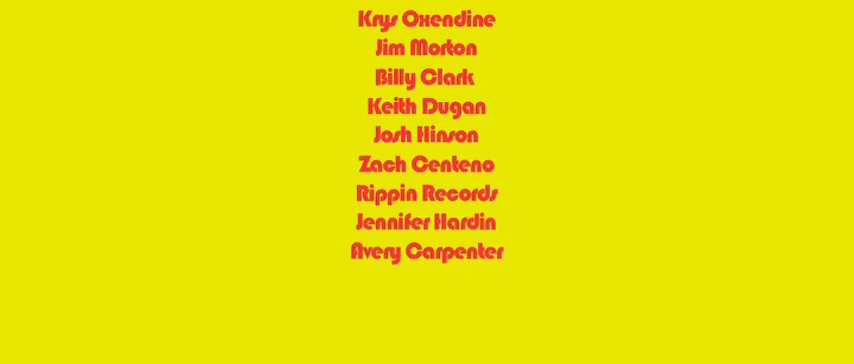 Krys Oxendine
Jim Morton
Billy Clark
Keith Dugan
Josh Hinson
Zach Centeno
Rippin Records
Jennifer Hardin
Avery Carpenter